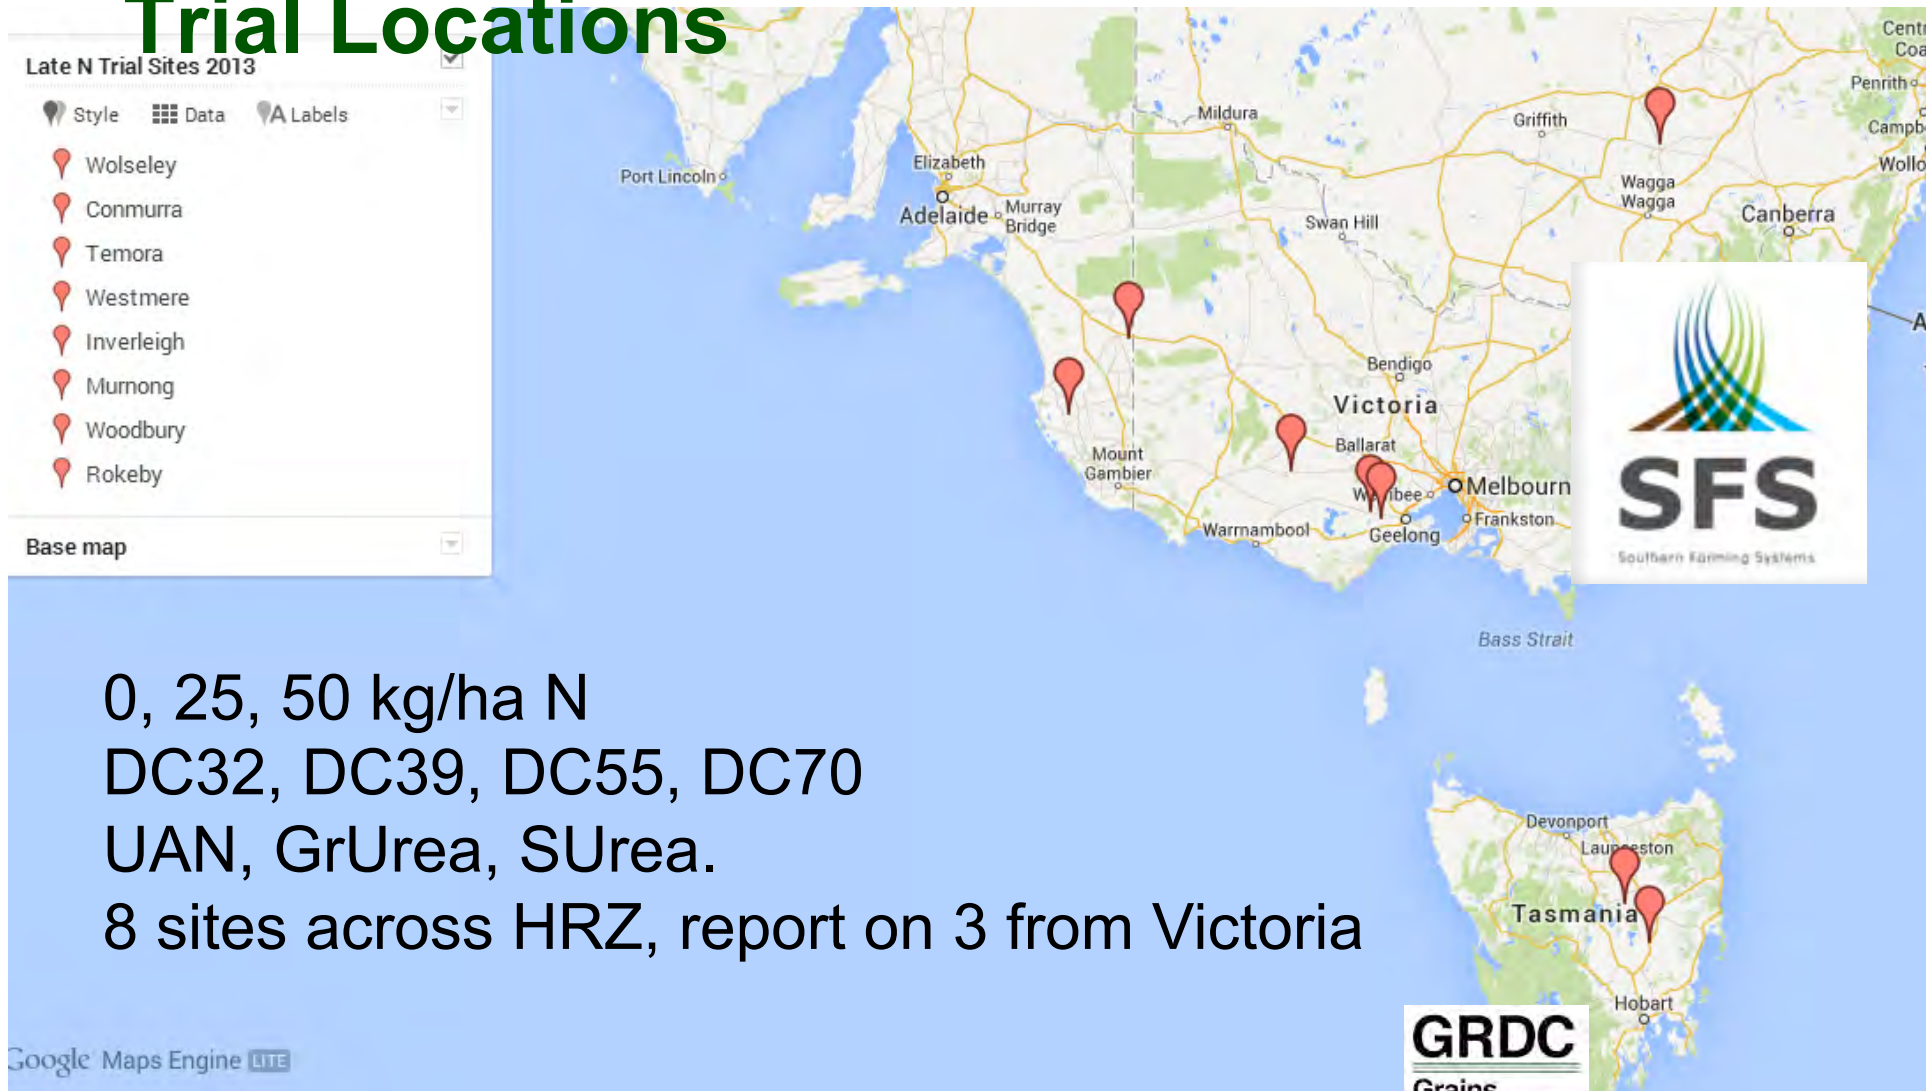 Trial Locations
Late N Trial Sites 2013
Style Data A Labels
Wolseley
Conmurra
Temora
Westmere
Inverleigh
Murnong
Woodbury
Rokeby
Base map
Port Lincoln
Elizabeth
Adelaide
Murray
Bridge
Mildura
Swan Hill
Griffith
Wagga
Wagga
Canberra
Penrith
Bendigo
Victoria
Ballarat
Mount
Gambier
Warrnambool
Geelong
Melbourn
Frankston
SFS
Southern Farming Systems
Bass Strait
Devonport
Tasmania
Hobart
0, 25, 50 kg/ha N
DC32, DC39, DC55, DC70
UAN, GrUrea, SUrea.
8 sites across HRZ, report on 3 from Victoria
Google Maps Engine LITE
GRDC
Grains